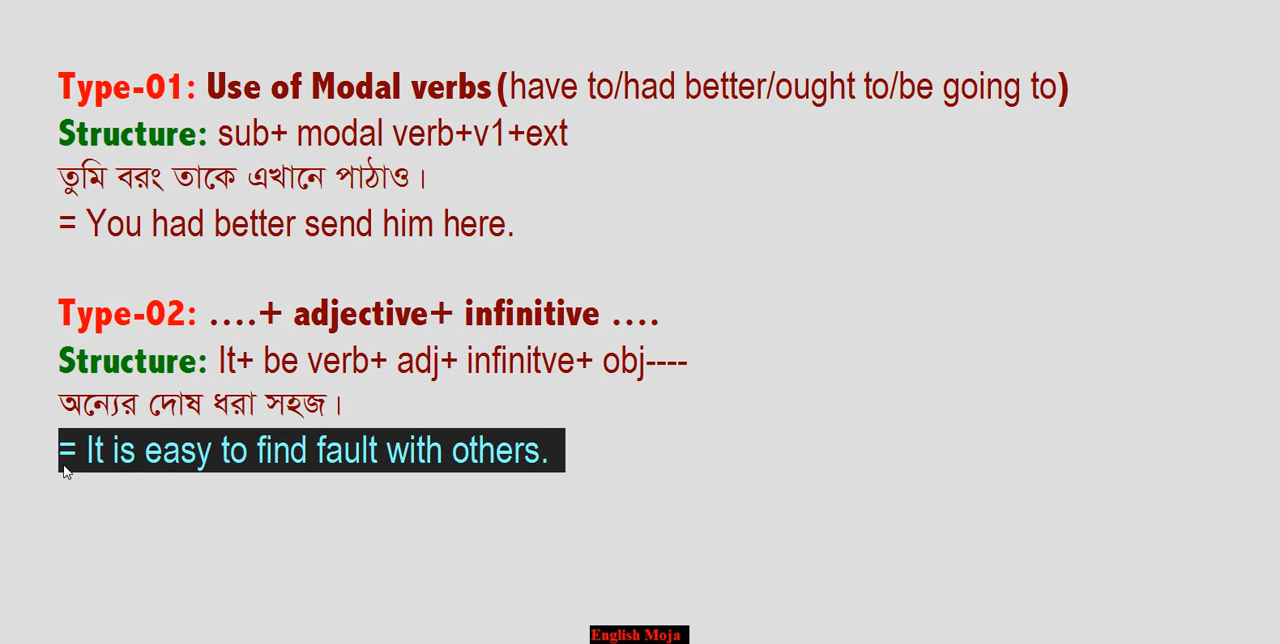 Type-01: Use of Modal verbs(have to/had better/ought to/be going to)
Structure: sub+ modal verb+v1+ext
তুমি বরং তাকে এখানে পাঠাও।
= You had better send him here.
Type-02: ....+ adjective+ infinitive ....
Structure: It+ be verb+ adj+ infinitve+ obj----
অন্যের দোষ ধরা সহজ।
= It is easy to find fault with others.
English Moja